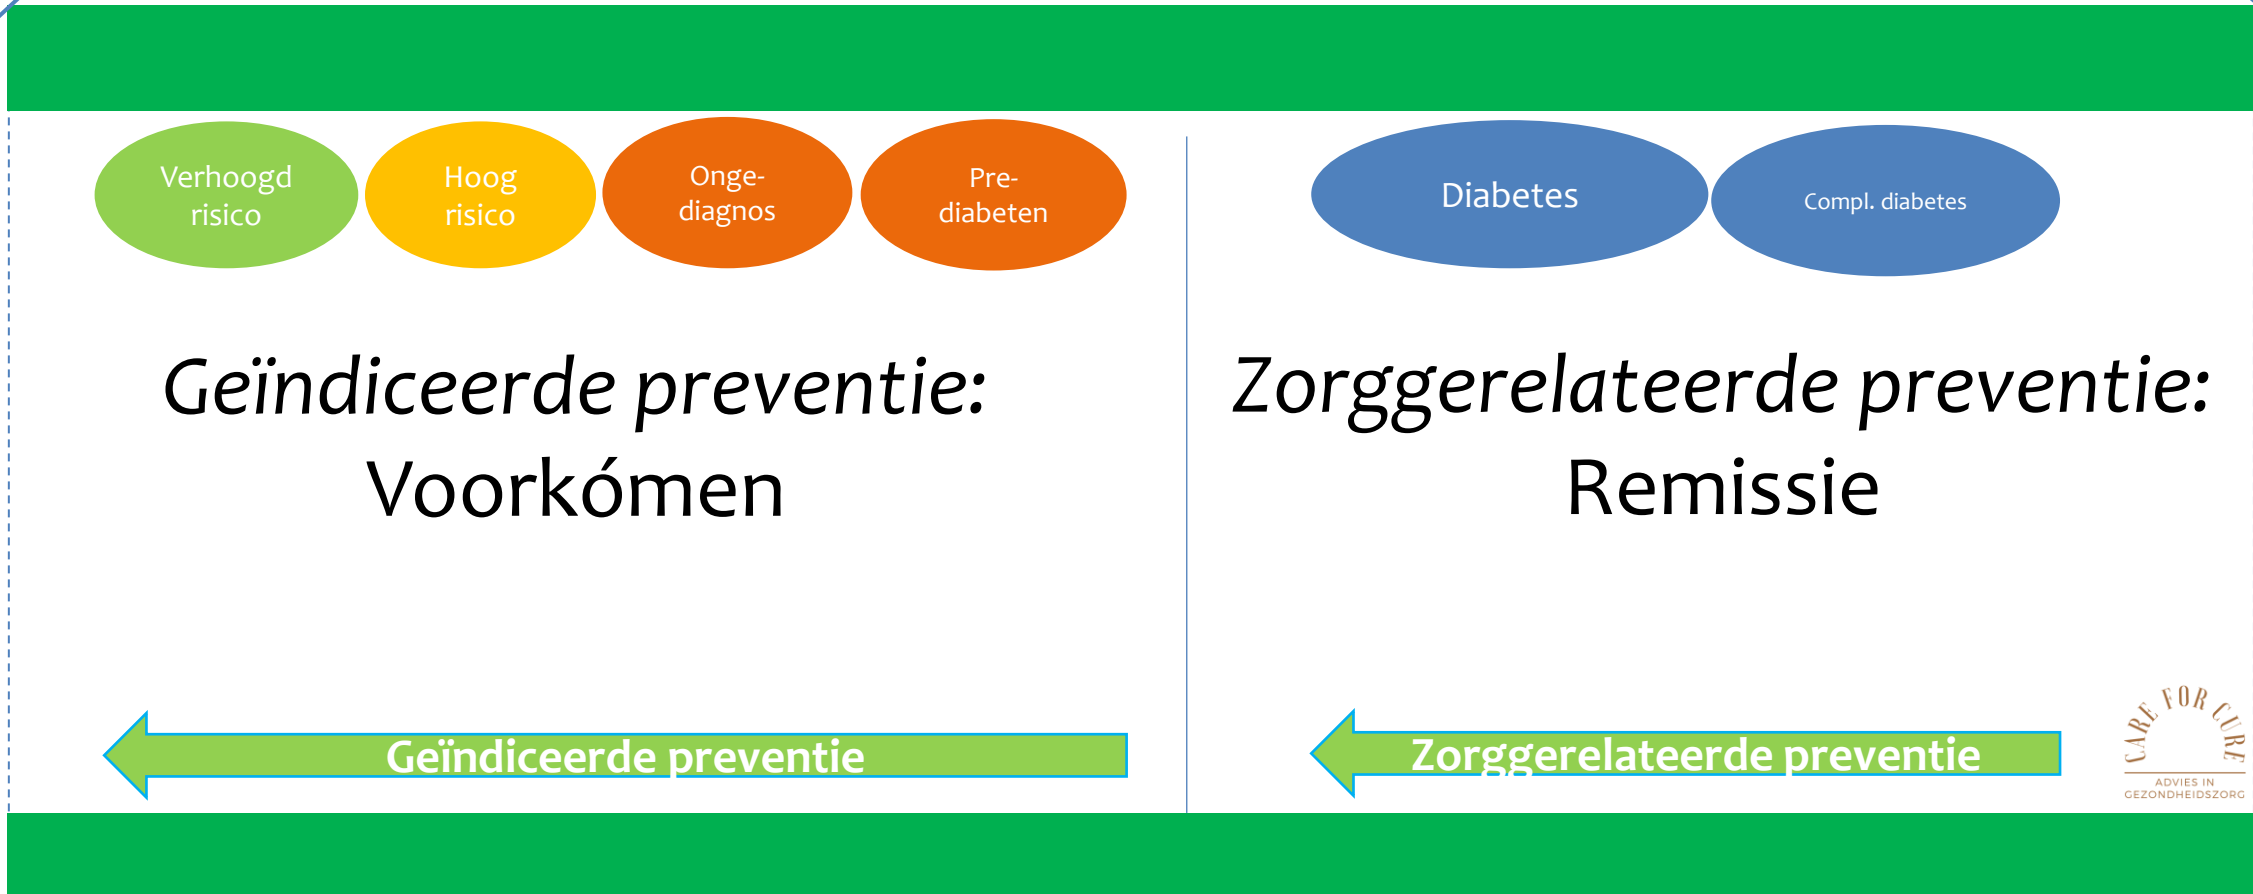 Verhoogd
risico
Hoog
risico
Onge-
diagnos
Pre-
diabeten
Diabetes
Compl. diabetes
Geïndiceerde preventie:
Voorkómen
Zorggerelateerde preventie:
Remissie
Geïndiceerde preventie
Zorggerelateerde preventie
CARE FOR CURE
ADVIES IN
GEZONDHEIDSZORG